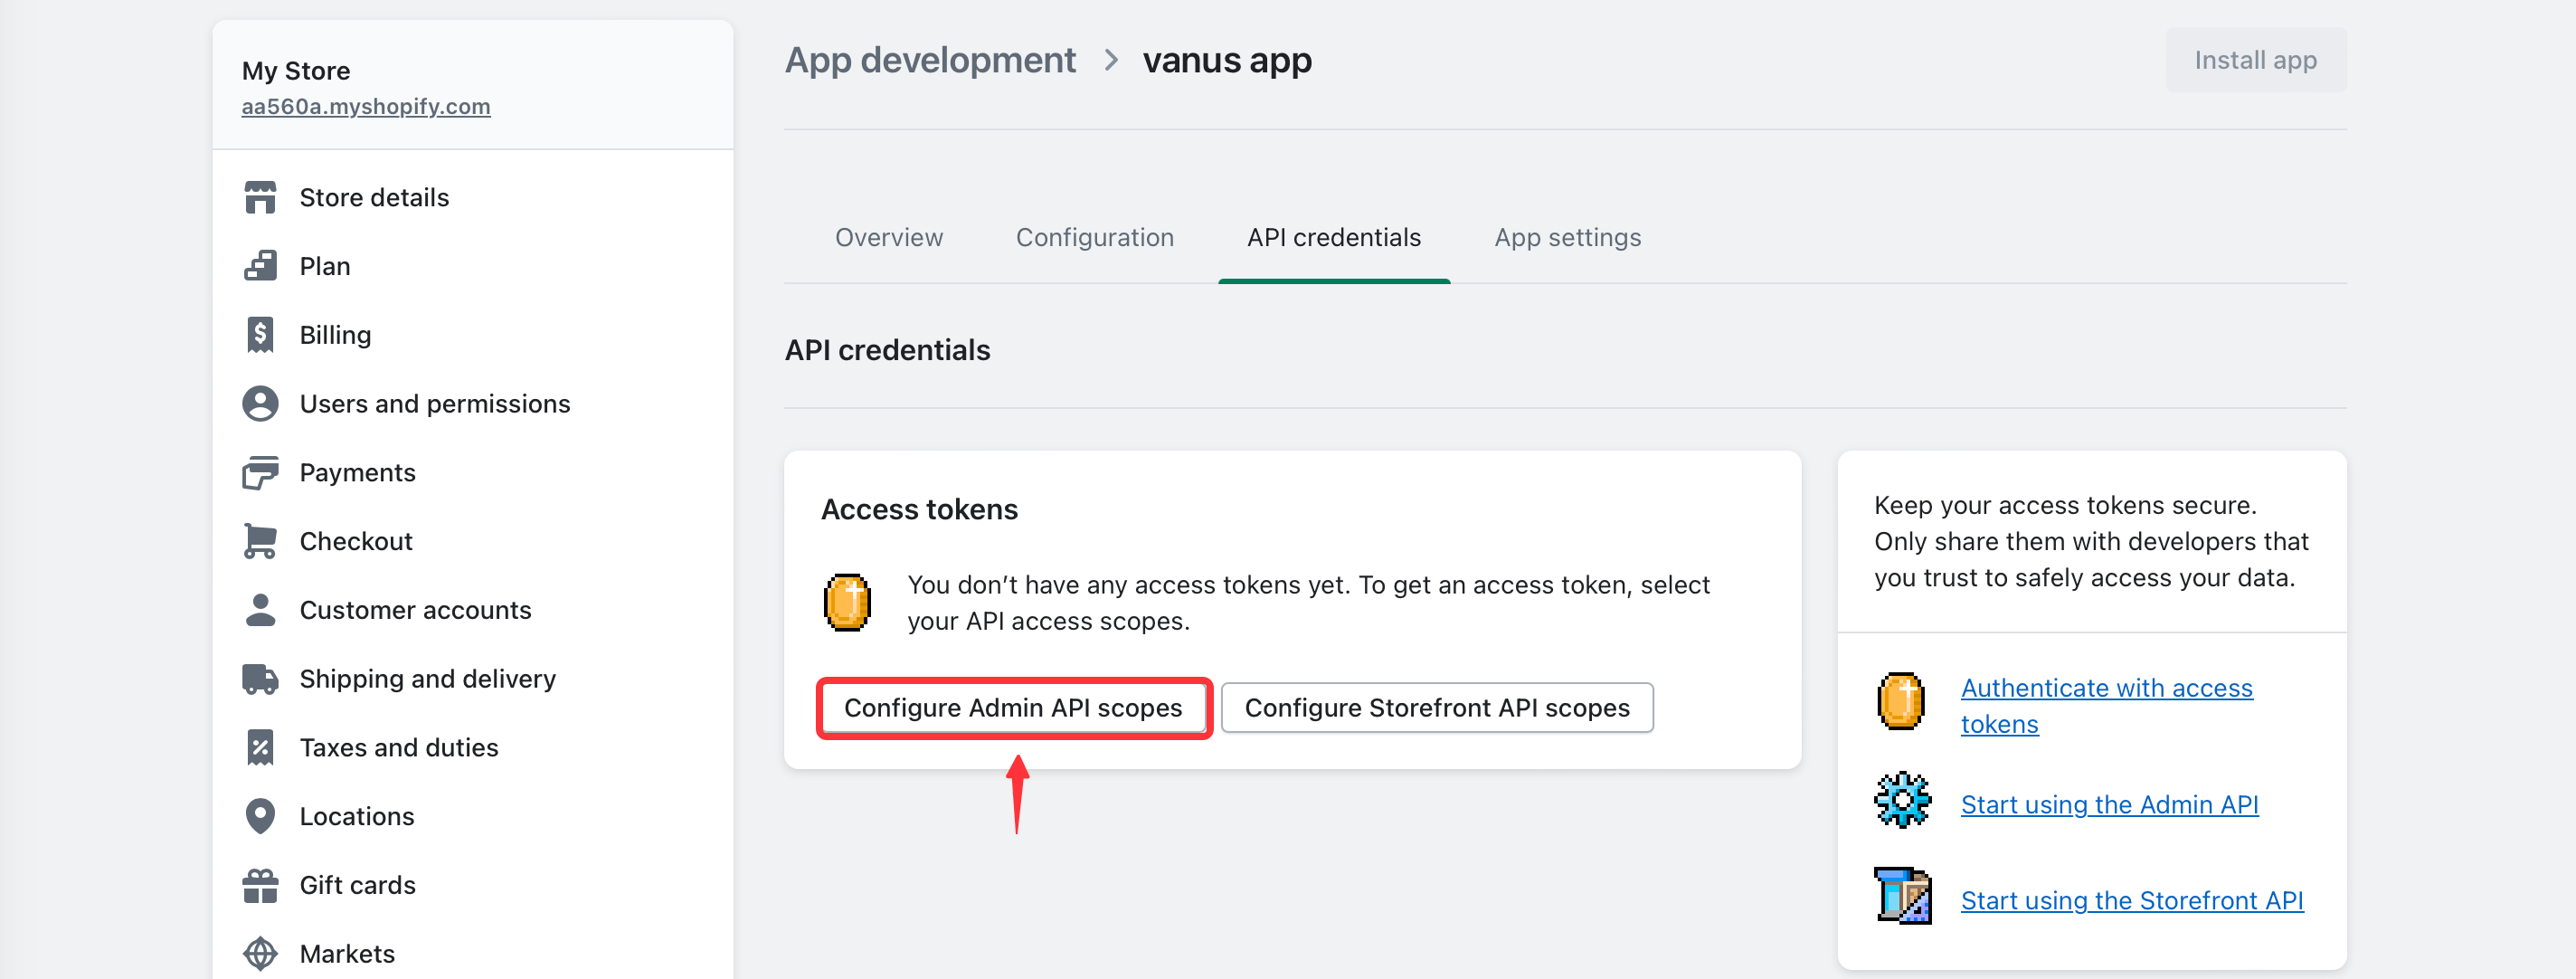 My Store
aa560a.myshopify.com
Store details
Plan
Billing
Users and permissions
Payments
Checkout
Customer accounts
Shipping and delivery
Taxes and duties
Locations
Gift cards
Markets
App development > vanus app
Install app
Overview
Configuration
API credentials
App settings
API credentials
Access tokens
You don’t have any access tokens yet. To get an access token, select
your API access scopes.
Configure Admin API scopes
Configure Storefront API scopes
Keep your access tokens secure.
Only share them with developers that
you trust to safely access your data.
Authenticate with access
tokens
Start using the Admin API
Start using the Storefront API